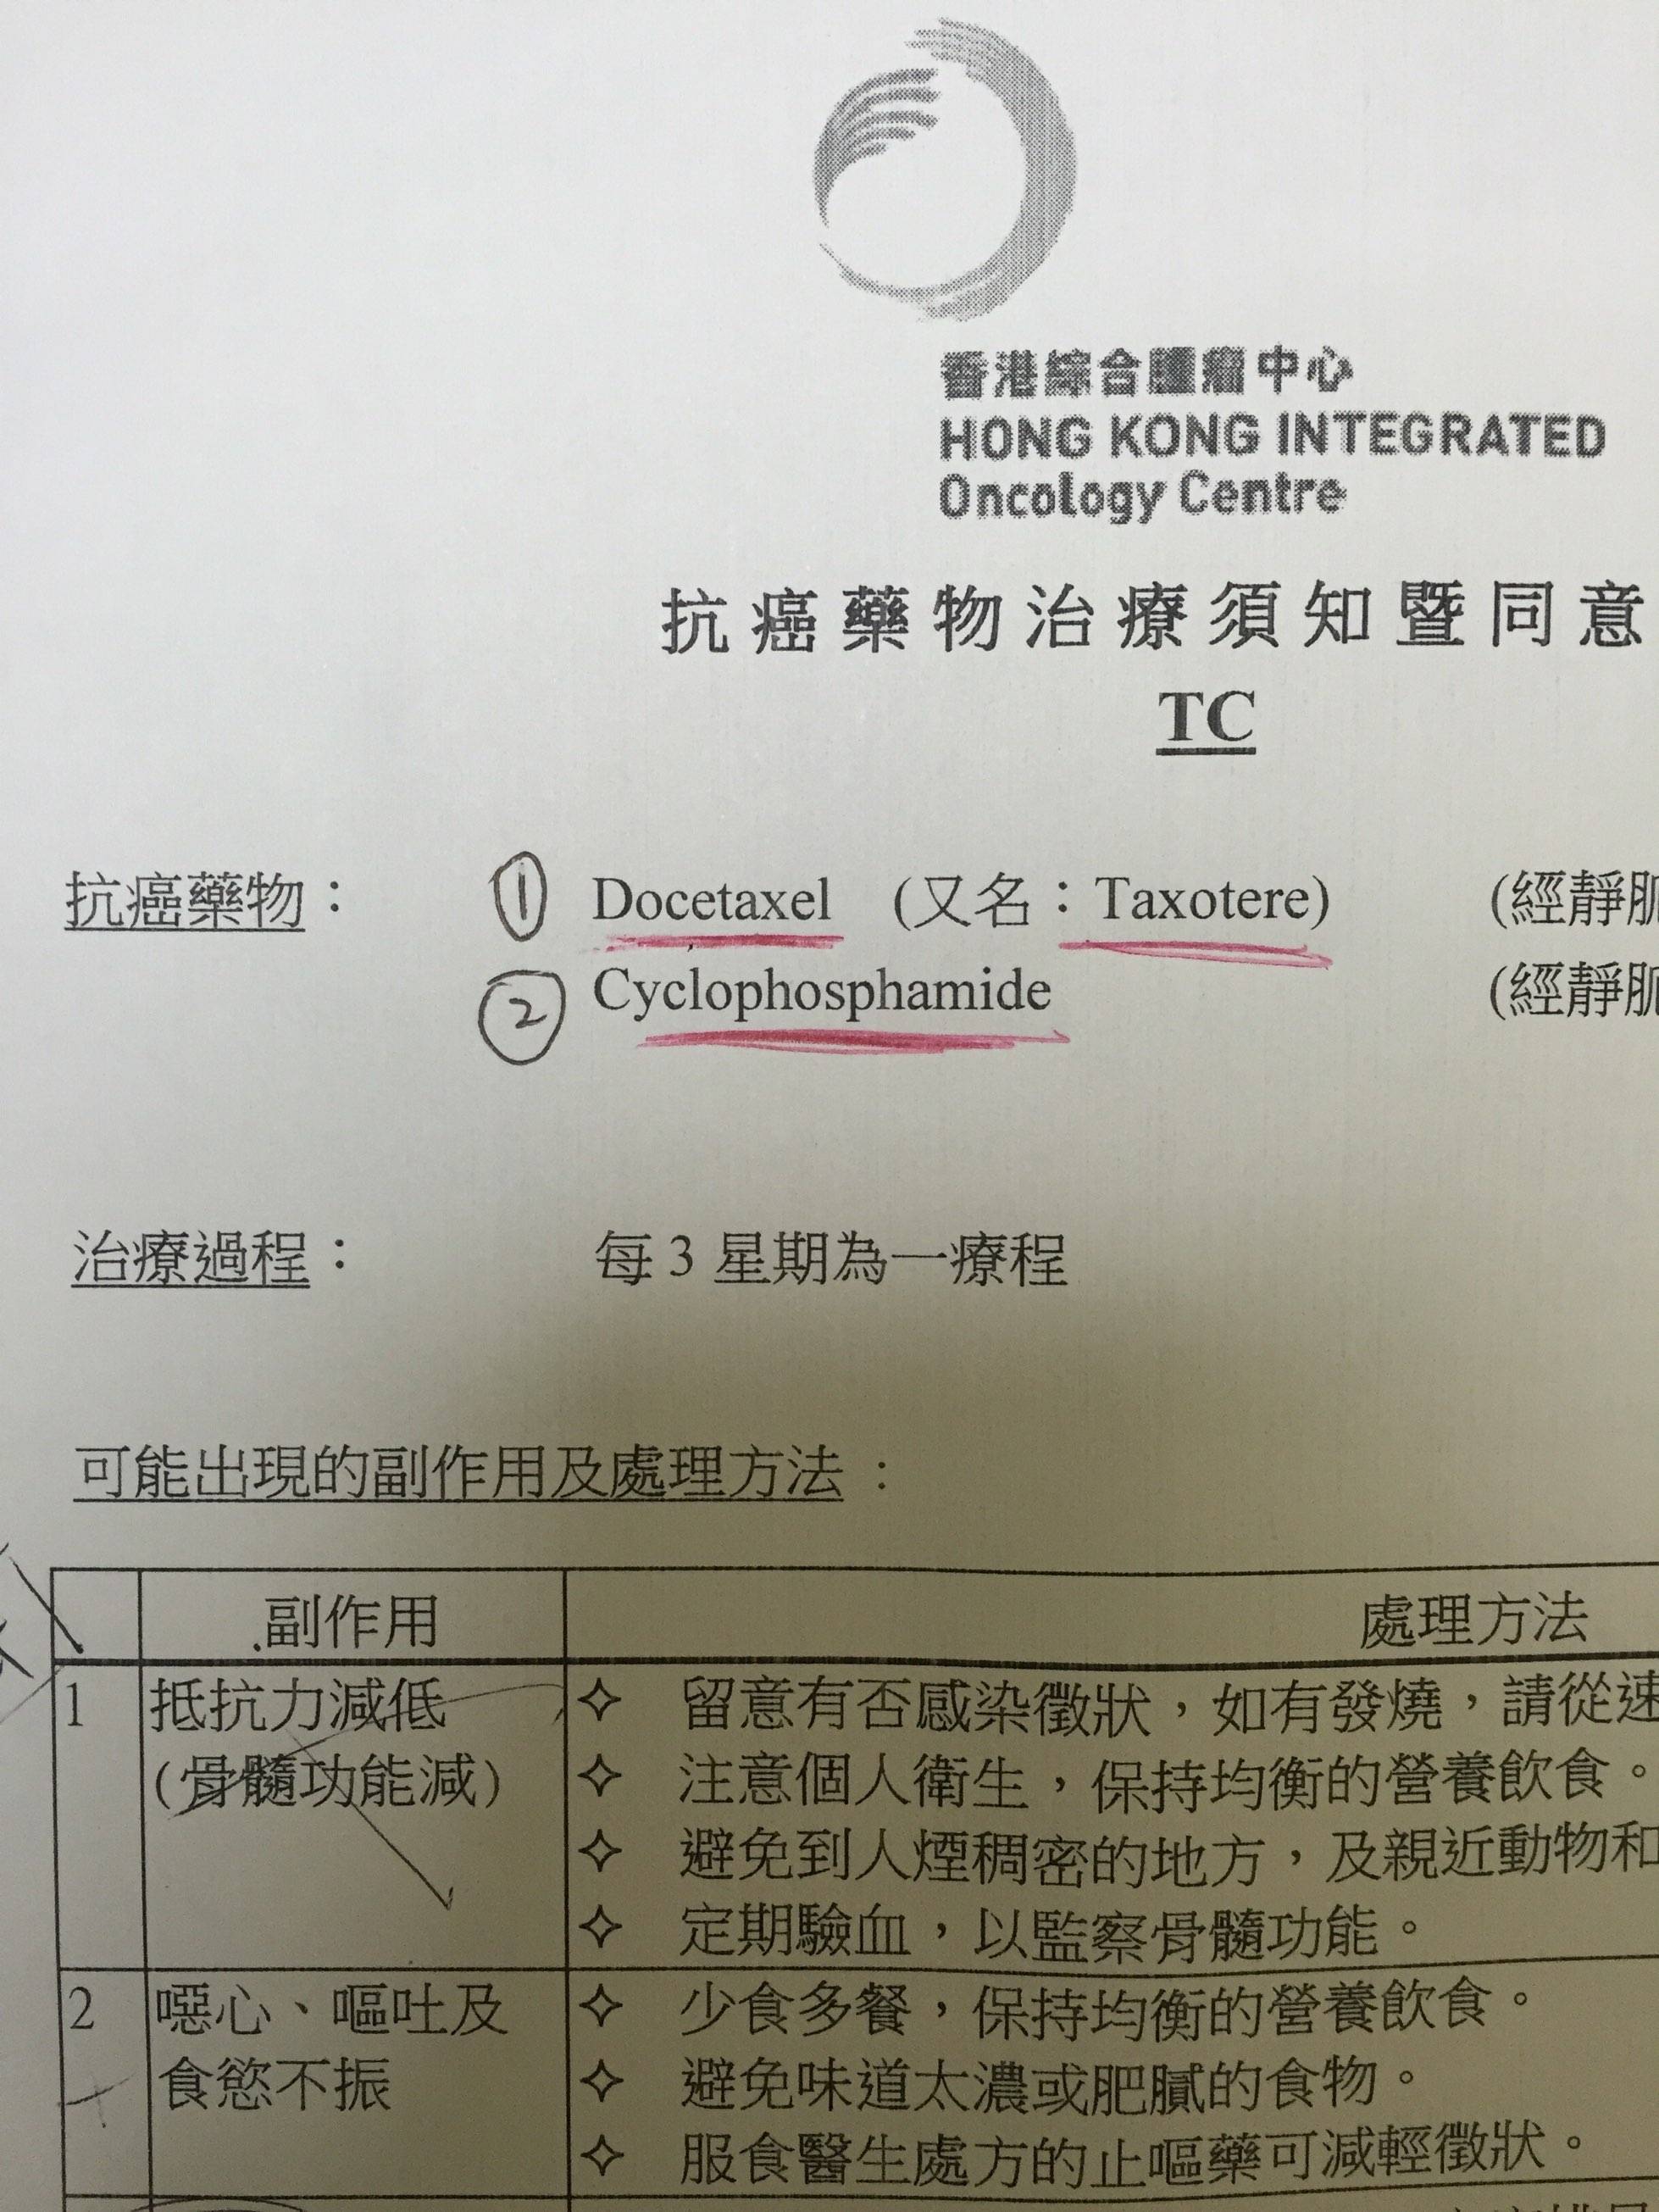 香港綜合腫瘤中心
HONG KONG INTEGRATED
Oncology Centre
抗癌藥物治療須知暨同意
TC
抗癌藥物： ① Docetaxel (又名：Taxotere) (經靜脈
② Cyclophosphamide (經靜脈
治療過程： 每 3 星期為一療程
可能出現的副作用及處理方法：
副作用 處理方法
1 抵抗力減低 ✧ 留意有否感染徵狀，如有發燒，請從速
(骨髓功能減) ✧ 注意個人衛生，保持均衡的營養飲食。
✧ 避免到人煙稠密的地方，及親近動物和
✧ 定期驗血，以監察骨髓功能。
2 噁心、嘔吐及 ✧ 少食多餐，保持均衡的營養飲食。
食慾不振 ✧ 避免味道太濃或肥膩的食物。
✧ 服食醫生處方的止嘔藥可減輕徵狀。